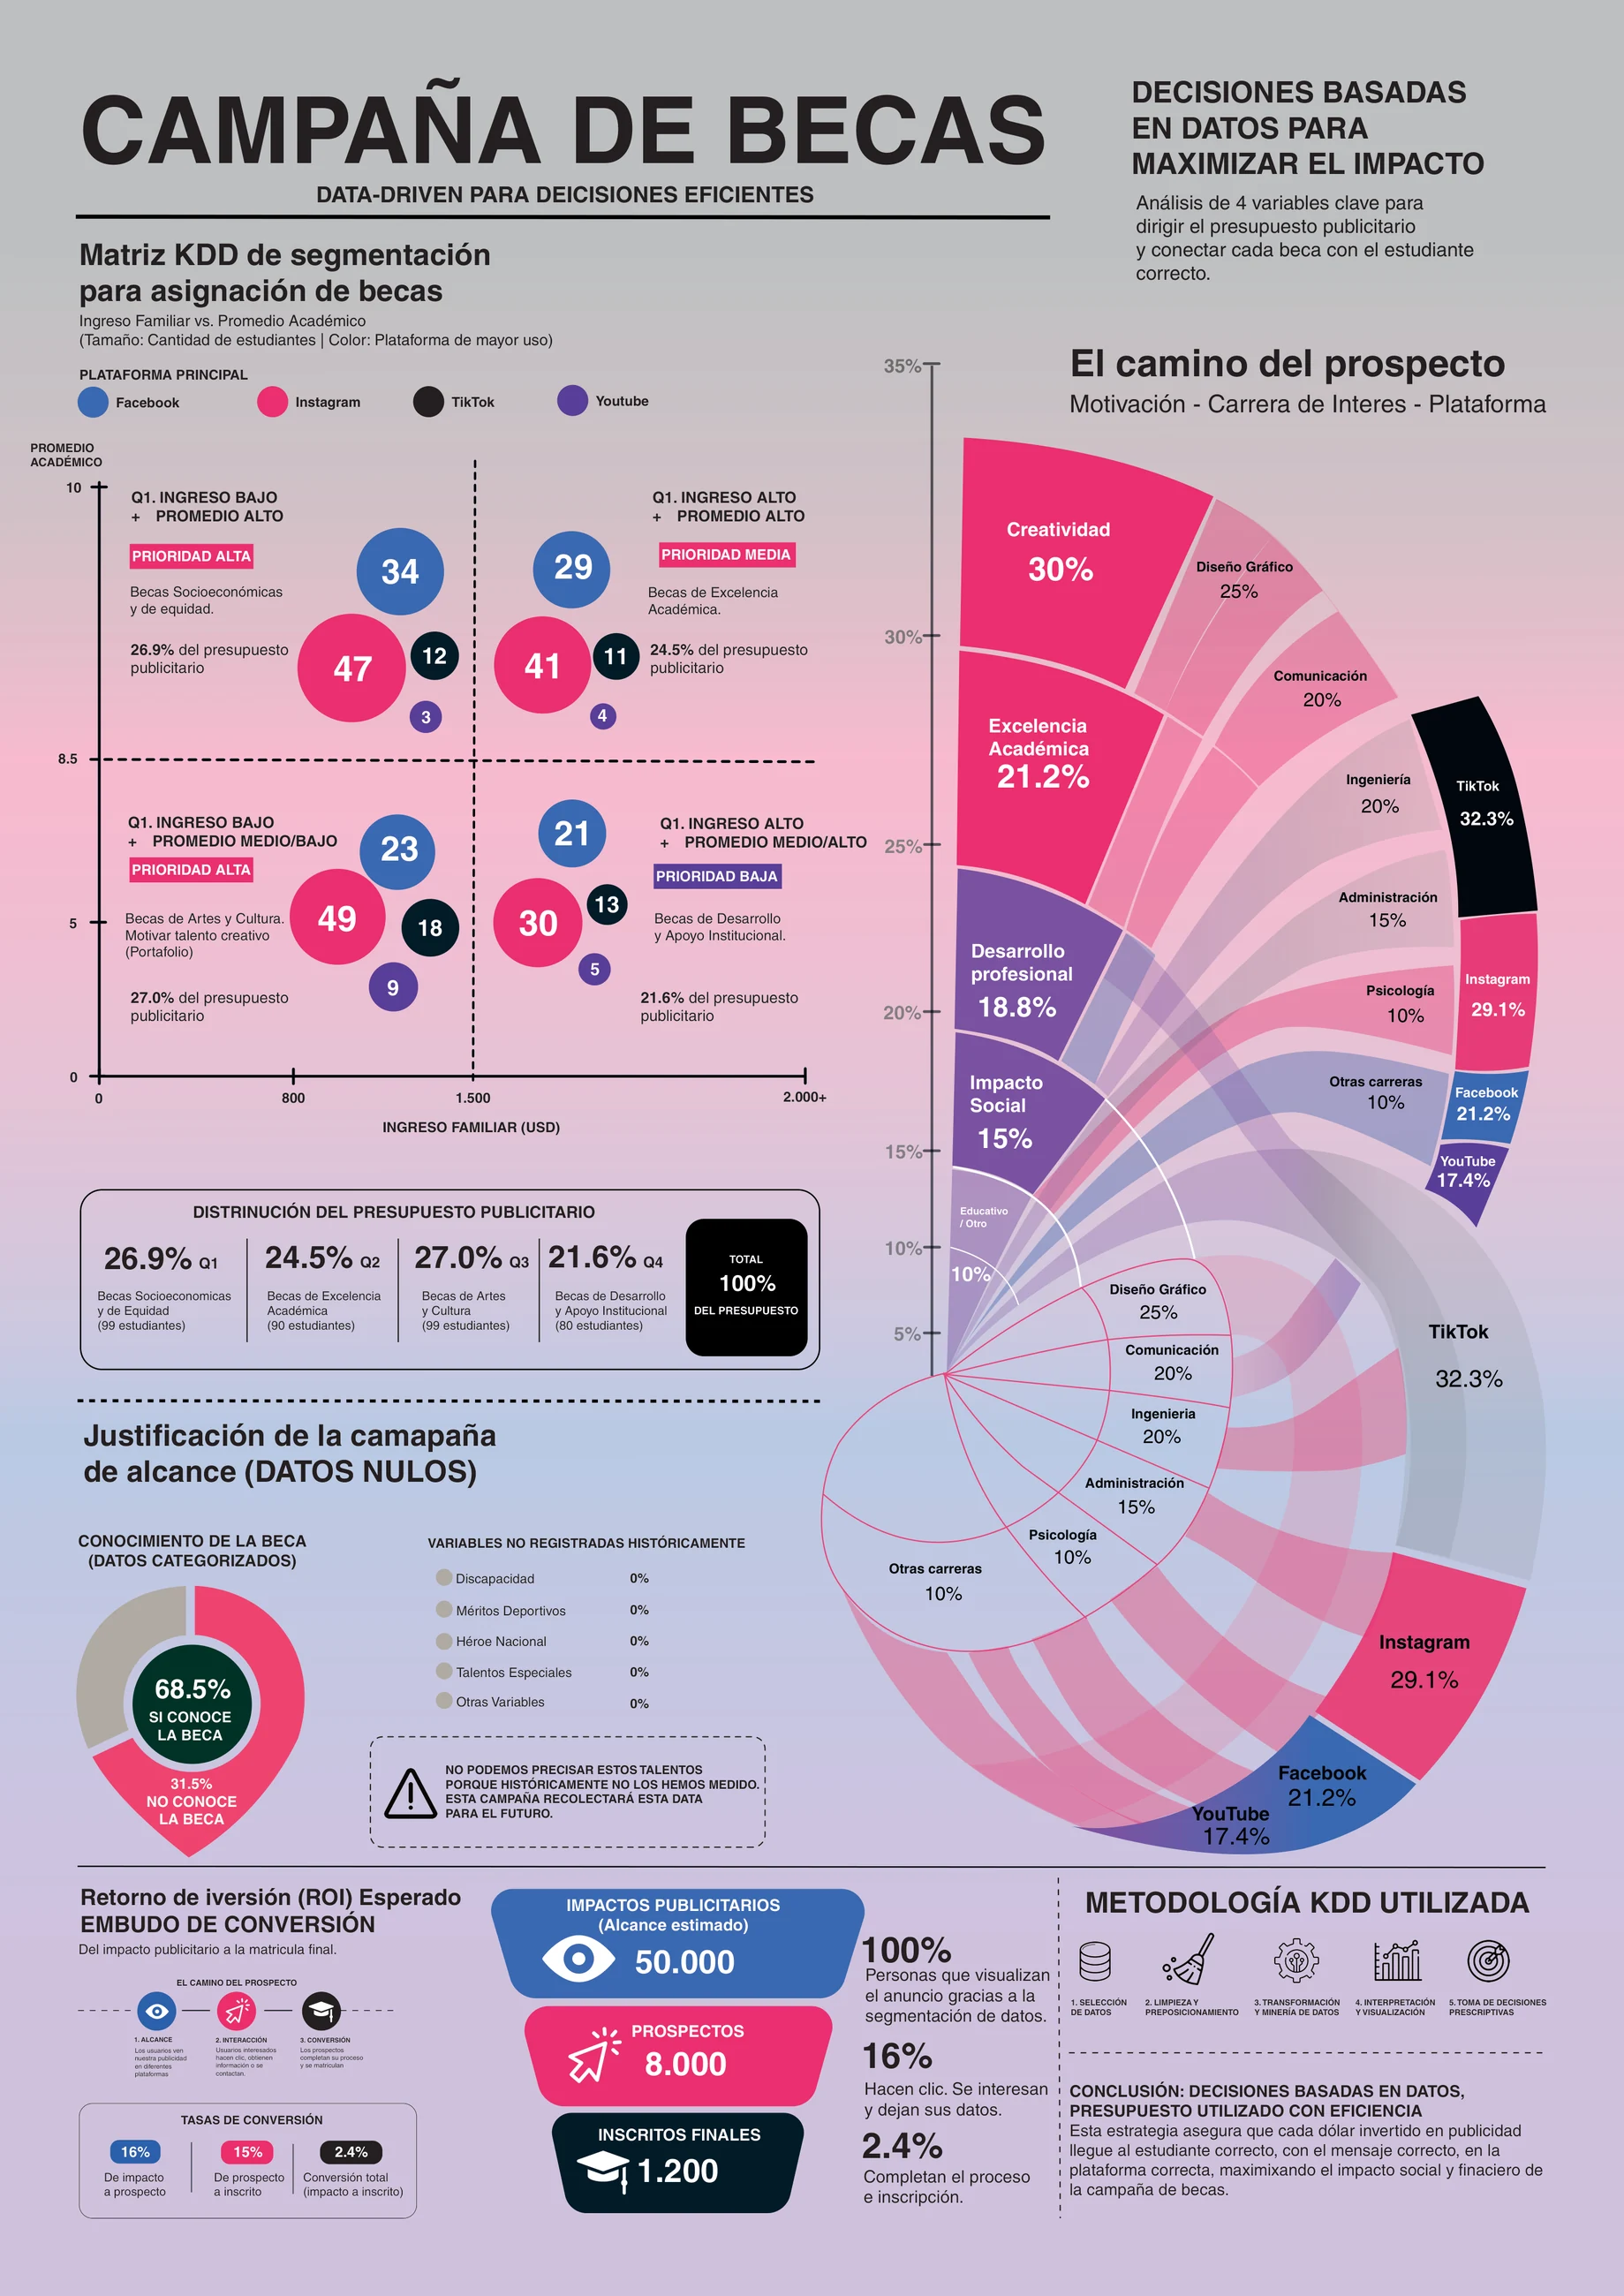 CAMPAÑA DE BECAS
DATA-DRIVEN PARA DEICISIONES EFICIENTES
DECISIONES BASADAS
EN DATOS PARA
MAXIMIZAR EL IMPACTO
Análisis de 4 variables clave para
dirigir el presupuesto publicitario
y conectar cada beca con el estudiante
correcto.
Matriz KDD de segmentación
para asignación de becas
Ingreso Familiar vs. Promedio Académico
(Tamaño: Cantidad de estudiantes | Color: Plataforma de mayor uso)
PLATAFORMA PRINCIPAL
Facebook
Instagram
TikTok
Youtube
PROMEDIO
ACADÉMICO
10
8.5
5
0
Q1. INGRESO BAJO
+ PROMEDIO ALTO
PRIORIDAD ALTA
Becas Socioeconómicas
y de equidad.
26.9% del presupuesto
publicitario
34
47
12
3
Q1. INGRESO ALTO
+ PROMEDIO ALTO
PRIORIDAD MEDIA
Becas de Excelencia
Académica.
24.5% del presupuesto
publicitario
29
41
11
4
Q1. INGRESO BAJO
+ PROMEDIO MEDIO/BAJO
PRIORIDAD ALTA
Becas de Artes y Cultura.
Motivar talento creativo
(Portafolio)
27.0% del presupuesto
publicitario
23
49
18
9
Q1. INGRESO ALTO
+ PROMEDIO MEDIO/ALTO
PRIORIDAD BAJA
Becas de Desarrollo
y Apoyo Institucional.
21.6% del presupuesto
publicitario
21
30
13
5
0
800
1.500
2.000+
INGRESO FAMILIAR (USD)
DISTRINUCIÓN DEL PRESUPUESTO PUBLICITARIO
26.9% Q1
Becas Socioeconomicas
y de Equidad
(99 estudiantes)
24.5% Q2
Becas de Excelencia
Académica
(90 estudiantes)
27.0% Q3
Becas de Artes
y Cultura
(99 estudiantes)
21.6% Q4
Becas de Desarrollo
y Apoyo Institucional
(80 estudiantes)
TOTAL
100%
DEL PRESUPUESTO
El camino del prospecto
Motivación - Carrera de Interes - Plataforma
35%
30%
25%
20%
15%
10%
5%
Creatividad
30%
Excelencia
Académica
21.2%
Desarrollo
profesional
18.8%
Impacto
Social
15%
Educativo
/ Otro
10%
Diseño Gráfico
25%
Comunicación
20%
Ingeniería
20%
Administración
15%
Psicología
10%
Otras carreras
10%
TikTok
32.3%
Instagram
29.1%
Facebook
21.2%
YouTube
17.4%
Diseño Gráfico
25%
Comunicación
20%
Ingenieria
20%
Administración
15%
Psicología
10%
Otras carreras
10%
TikTok
32.3%
Instagram
29.1%
Facebook
21.2%
YouTube
17.4%
Justificación de la camapaña
de alcance (DATOS NULOS)
CONOCIMIENTO DE LA BECA
(DATOS CATEGORIZADOS)
68.5%
SI CONOCE
LA BECA
31.5%
NO CONOCE
LA BECA
VARIABLES NO REGISTRADAS HISTÓRICAMENTE
Discapacidad 0%
Méritos Deportivos 0%
Héroe Nacional 0%
Talentos Especiales 0%
Otras Variables 0%
NO PODEMOS PRECISAR ESTOS TALENTOS
PORQUE HISTÓRICAMENTE NO LOS HEMOS MEDIDO.
ESTA CAMPAÑA RECOLECTARÁ ESTA DATA
PARA EL FUTURO.
Retorno de iversión (ROI) Esperado
EMBUDO DE CONVERSIÓN
Del impacto publicitario a la matricula final.
EL CAMINO DEL PROSPECTO
1. ALCANCE
Los usuarios ven
nuestra publicidad
en diferentes
plataformas
2. INTERACCIÓN
Usuarios interesados
hacen clic, obtienen
información o se
contactan.
3. CONVERSIÓN
Los prospectos
completan su proceso
y se matriculan
TASAS DE CONVERSIÓN
16%
De impacto
a prospecto
15%
De prospecto
a inscrito
2.4%
Conversión total
(impacto a inscrito)
IMPACTOS PUBLICITARIOS
(Alcance estimado)
50.000
PROSPECTOS
8.000
INSCRITOS FINALES
1.200
100%
Personas que visualizan
el anuncio gracias a la
segmentación de datos.
16%
Hacen clic. Se interesan
y dejan sus datos.
2.4%
Completan el proceso
e inscripción.
METODOLOGÍA KDD UTILIZADA
1. SELECCIÓN
DE DATOS
2. LIMPIEZA Y
PREPOSICIONAMIENTO
3. TRANSFORMACIÓN
Y MINERÍA DE DATOS
4. INTERPRETACIÓN
Y VISUALIZACIÓN
5. TOMA DE DECISIONES
PRESCRIPTIVAS
CONCLUSIÓN: DECISIONES BASADAS EN DATOS,
PRESUPUESTO UTILIZADO CON EFICIENCIA
Esta estrategia asegura que cada dólar invertido en publicidad
llegue al estudiante correcto, con el mensaje correcto, en la
plataforma correcta, maximixando el impacto social y finaciero de
la campaña de becas.